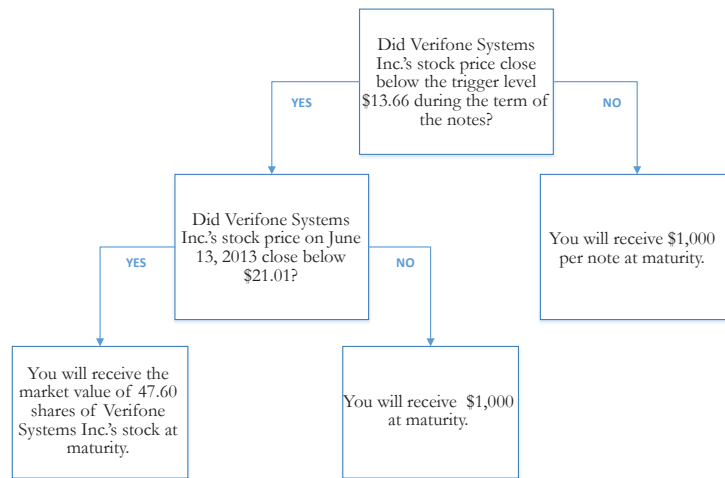 Did Verifone Systems
Inc.'s stock price close
below the trigger level
$13.66 during the term of
the notes?
YES
NO
Did Verifone Systems
Inc.'s stock price on June
13, 2013 close below
$21.01?
You will receive $1,000
per note at maturity.
YES
NO
You will receive the
market value of 47.60
shares of Verifone
Systems Inc.'s stock at
maturity.
You will receive $1,000
at maturity.